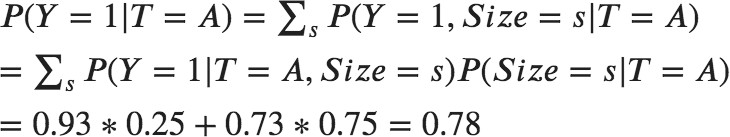 P(Y = 1|T = A) = ∑ₛ P(Y = 1, Size = s|T = A)
= ∑ₛ P(Y = 1|T = A, Size = s)P(Size = s|T = A)
= 0.93 ∗ 0.25 + 0.73 ∗ 0.75 = 0.78